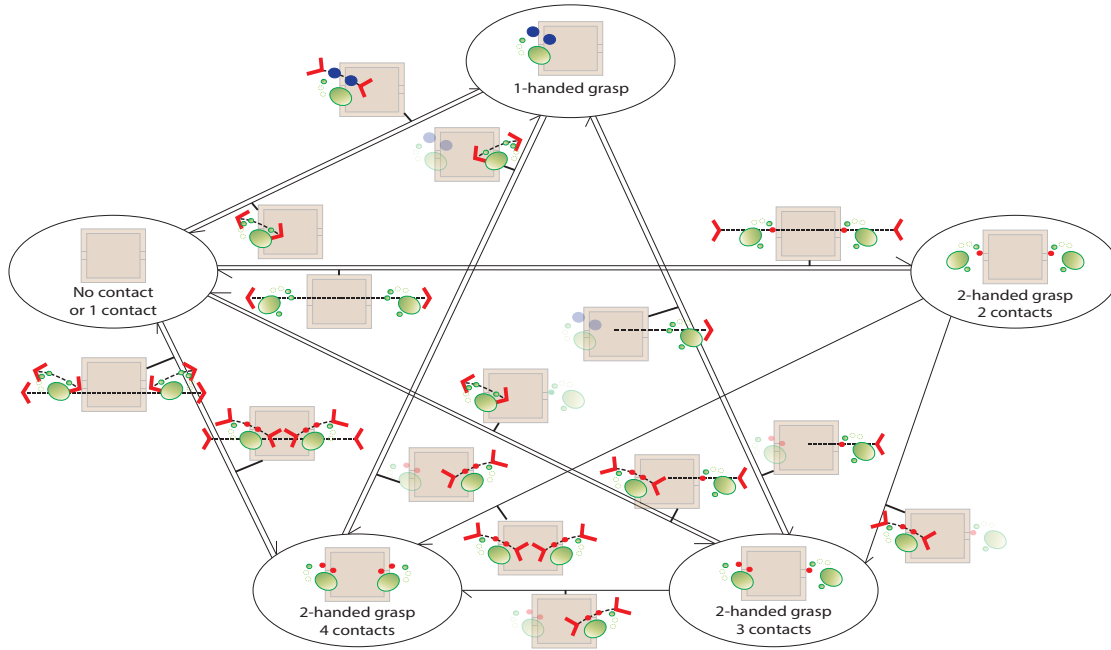 1-handed grasp
No contact
or 1 contact
2-handed grasp
2 contacts
2-handed grasp
4 contacts
2-handed grasp
3 contacts